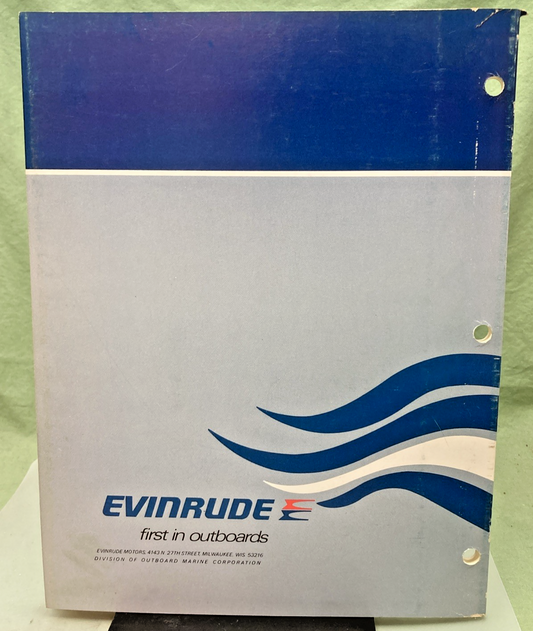 EVINRUDE
first in outboards
EVINRUDE MOTORS, 4143 N. 27TH STREET, MILWAUKEE, WIS. 53216
DIVISION OF OUTBOARD MARINE CORPORATION